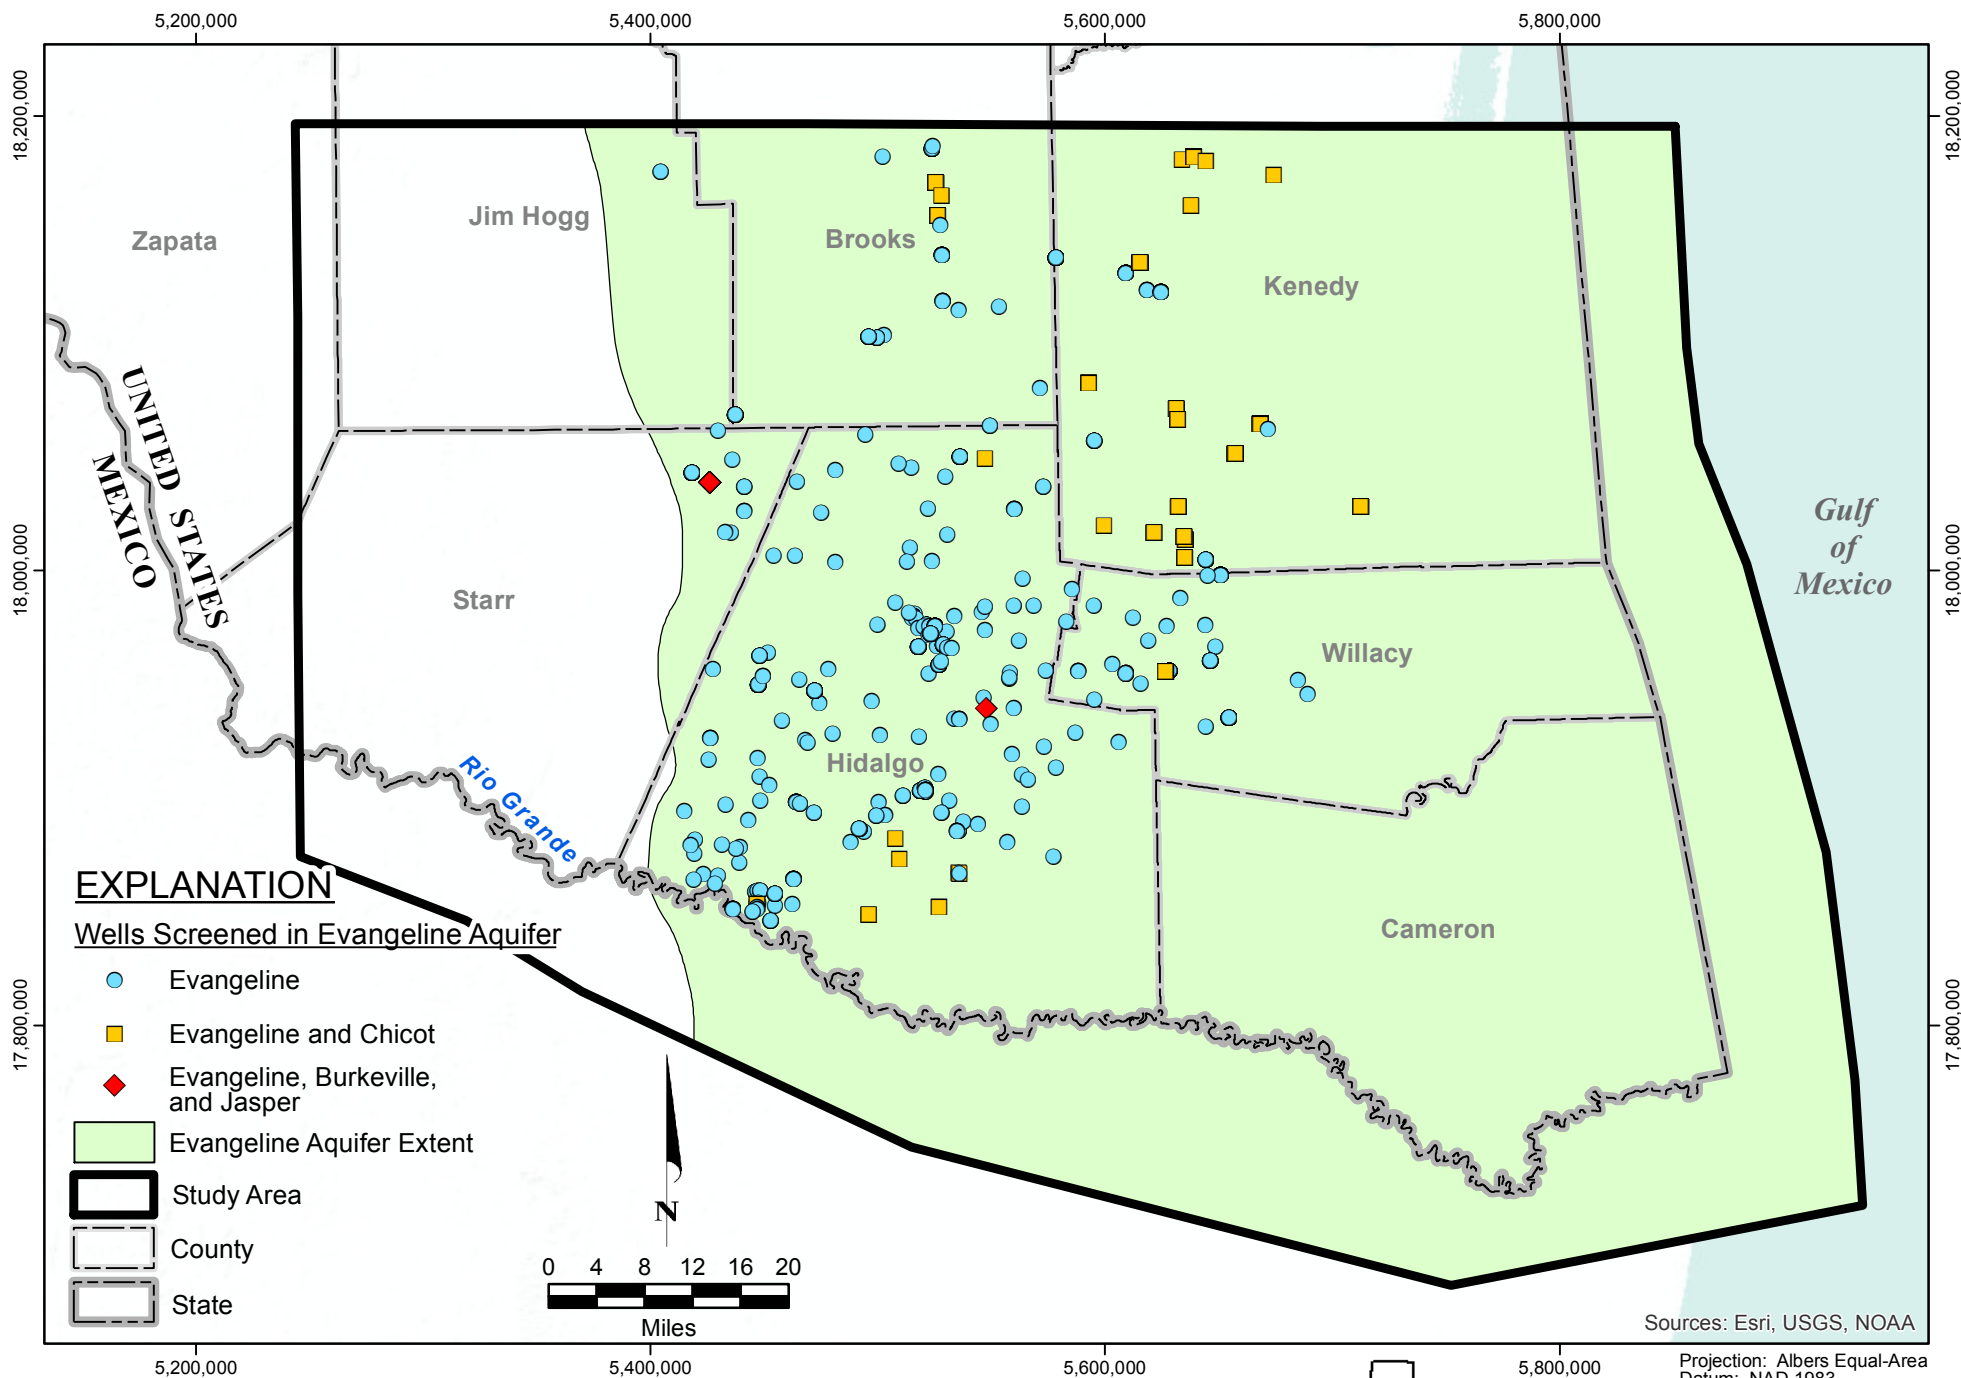 5,200,000
5,400,000
5,600,000
5,800,000
18,200,000
18,200,000
Jim Hogg
Zapata
Brooks
Kenedy
UNITED STATES
MEXICO
Gulf
of
Mexico
18,000,000
18,000,000
Starr
Willacy
Hidalgo
Rio Grande
Cameron
17,800,000
17,800,000
EXPLANATION
Wells Screened in Evangeline Aquifer
Evangeline
Evangeline and Chicot
Evangeline, Burkeville,
and Jasper
Evangeline Aquifer Extent
Study Area
County
State
N
0 4 8 12 16 20
Miles
Sources: Esri, USGS, NOAA
5,200,000
5,400,000
5,600,000
5,800,000
Projection: Albers Equal-Area
Datum: NAD 1983